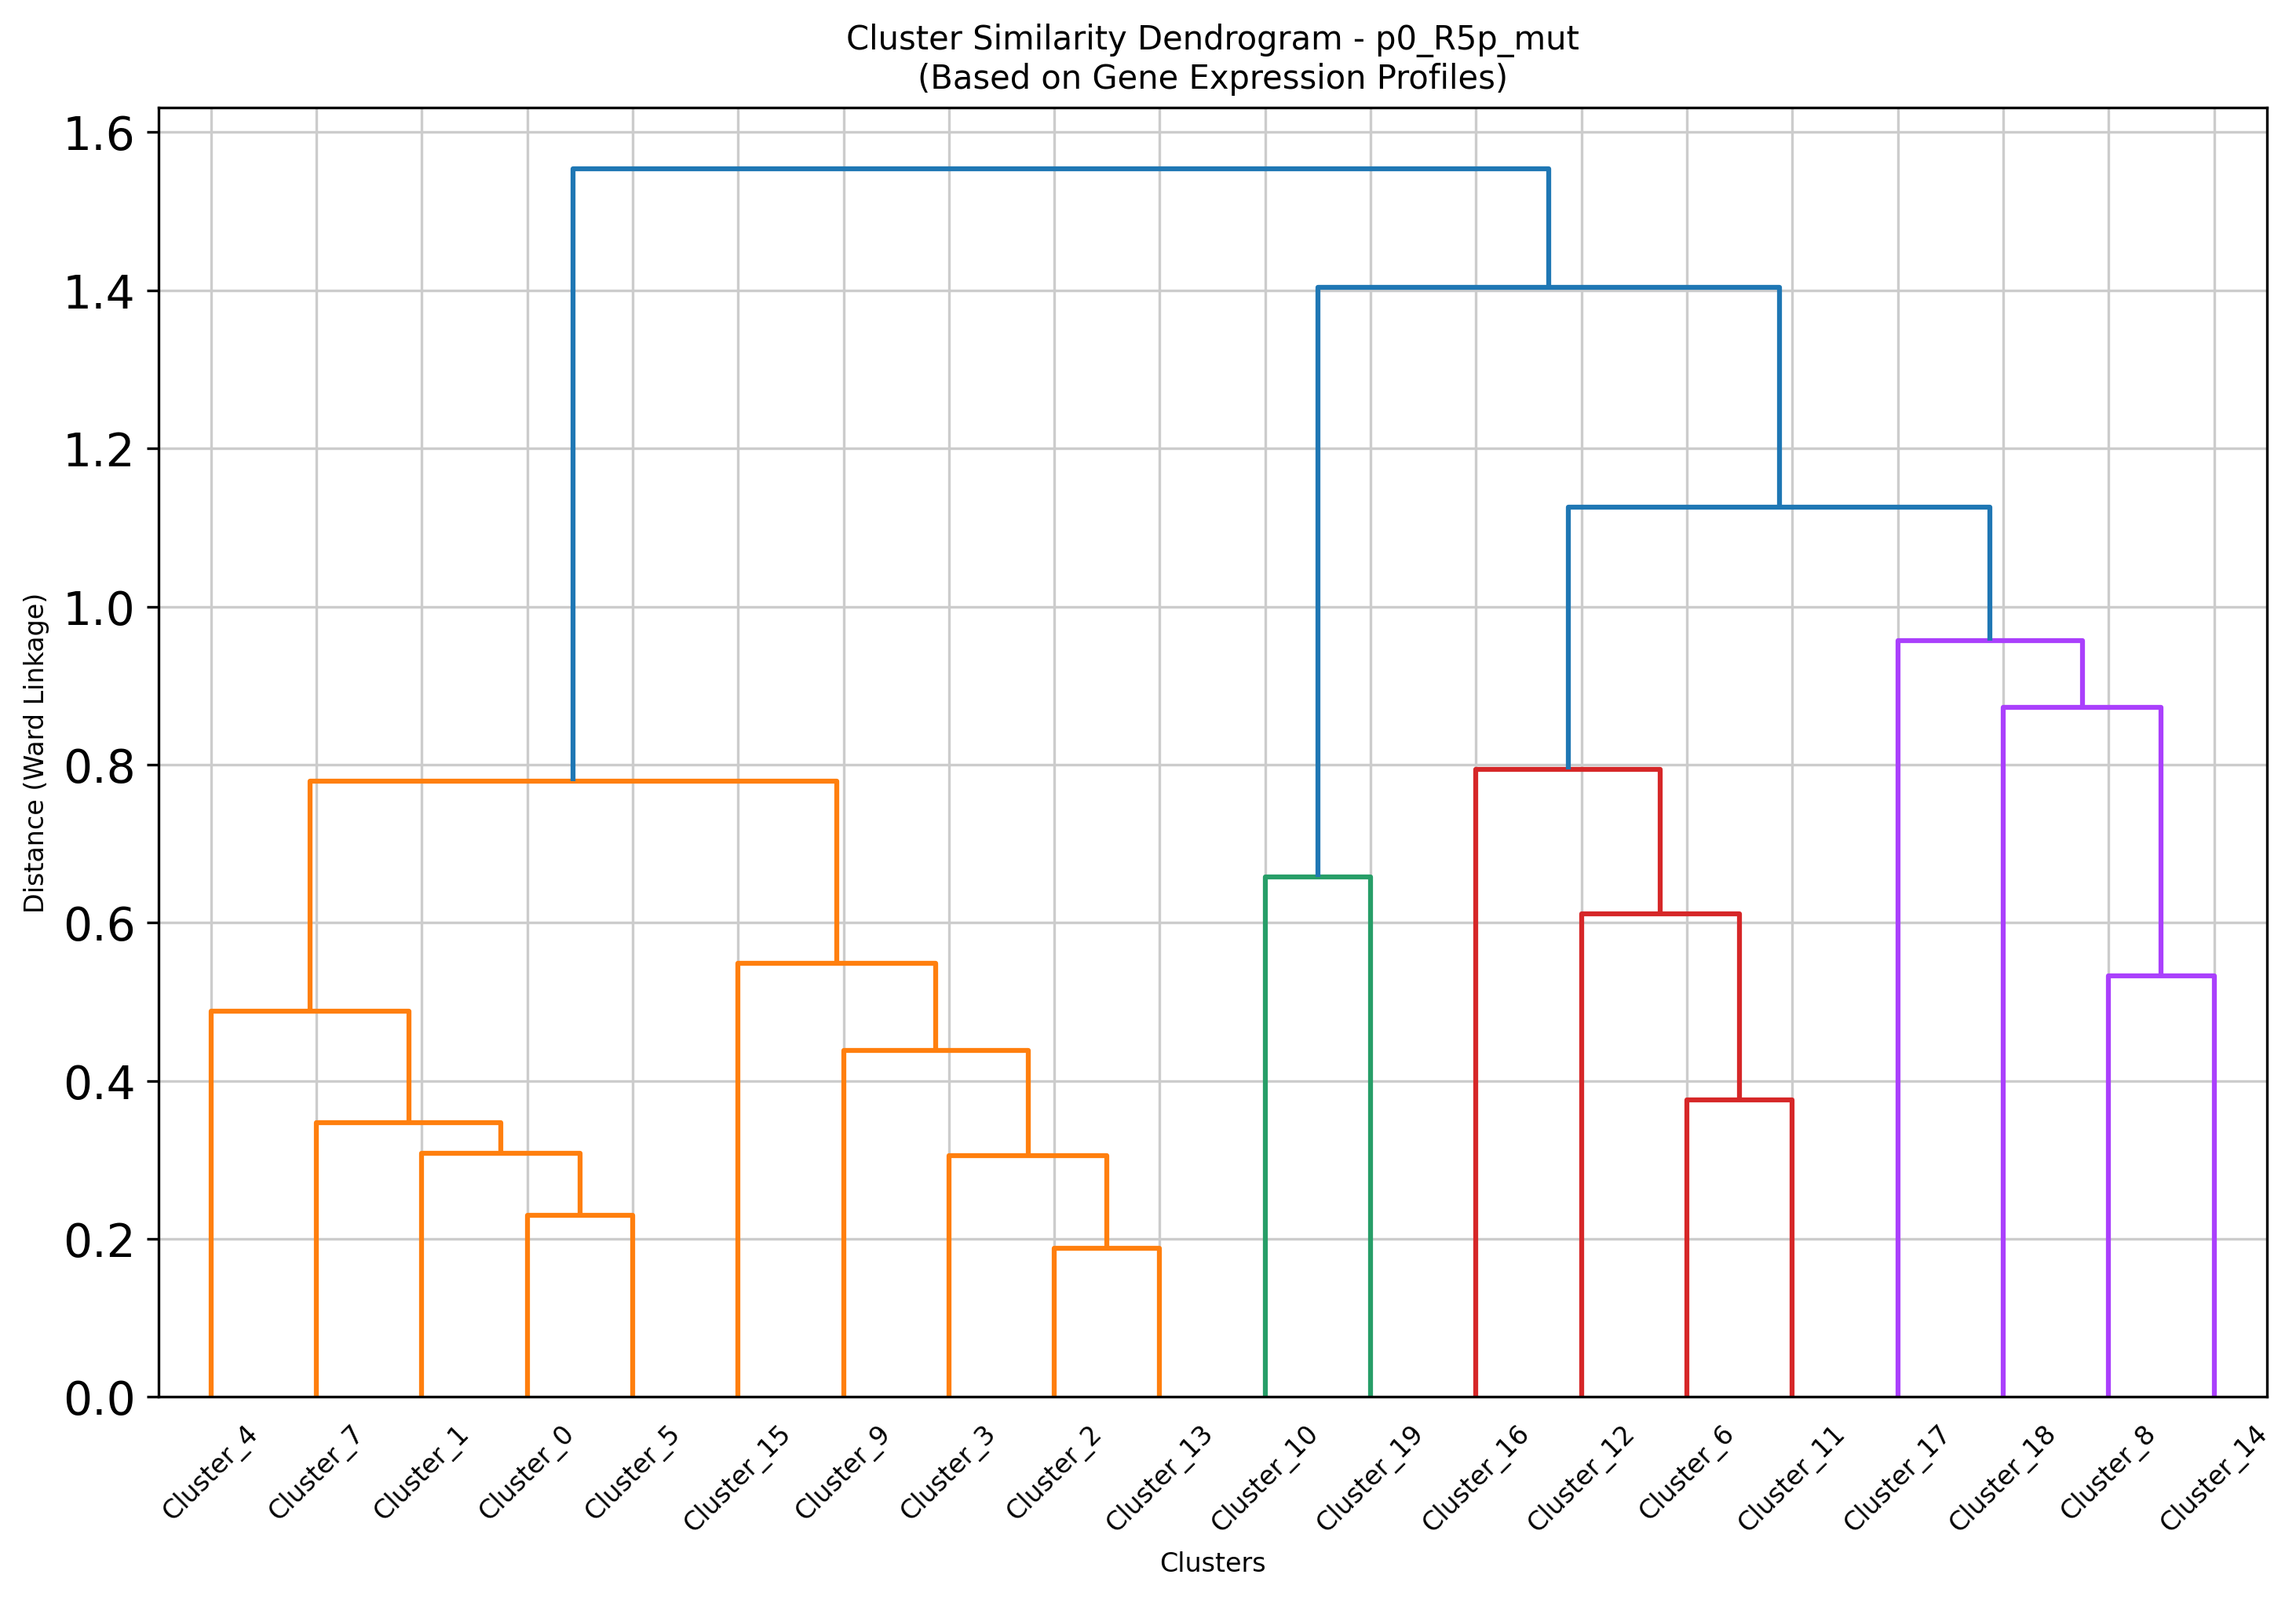 Cluster Similarity Dendrogram - p0_R5p_mut
(Based on Gene Expression Profiles)
Distance (Ward Linkage)
1.6
1.4
1.2
1.0
0.8
0.6
0.4
0.2
0.0
Cluster_4
Cluster_7
Cluster_1
Cluster_0
Cluster_5
Cluster_15
Cluster_9
Cluster_3
Cluster_2
Cluster_13
Cluster_10
Cluster_19
Cluster_16
Cluster_12
Cluster_6
Cluster_11
Cluster_17
Cluster_18
Cluster_8
Cluster_14
Clusters